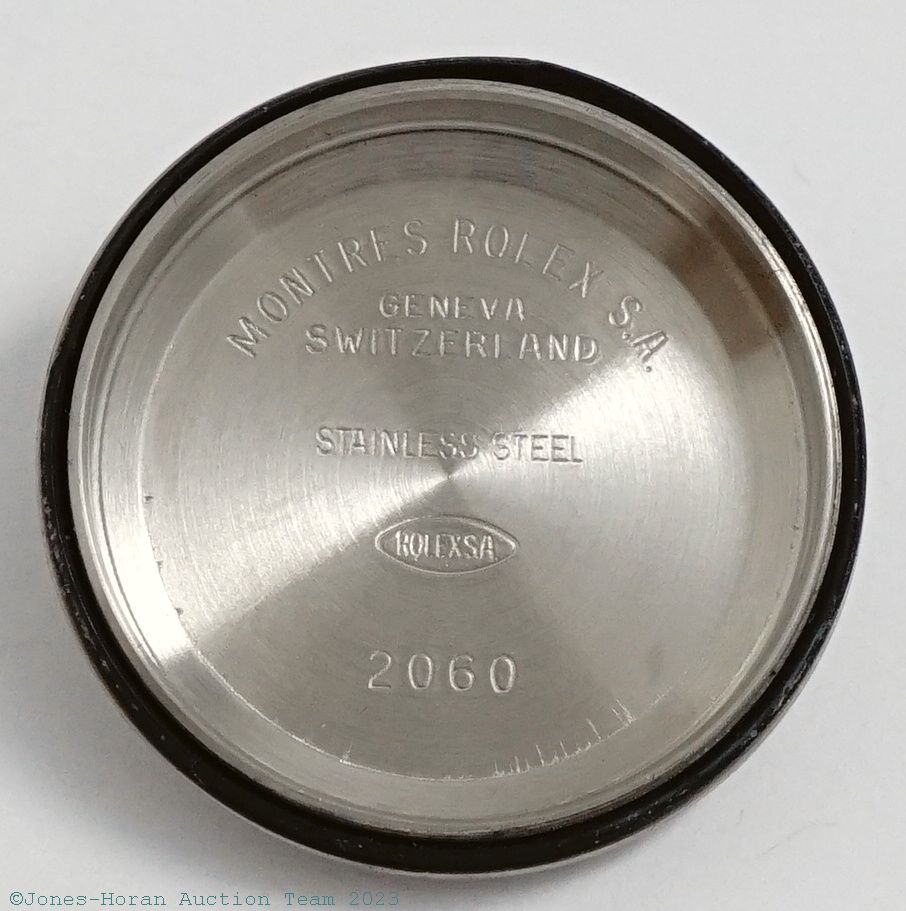 MONTRES ROLEX S.A.
GENEVA
SWITZERLAND
STAINLESS STEEL
ROLEXSA
2060
©Jones-Horan Auction Team 2023